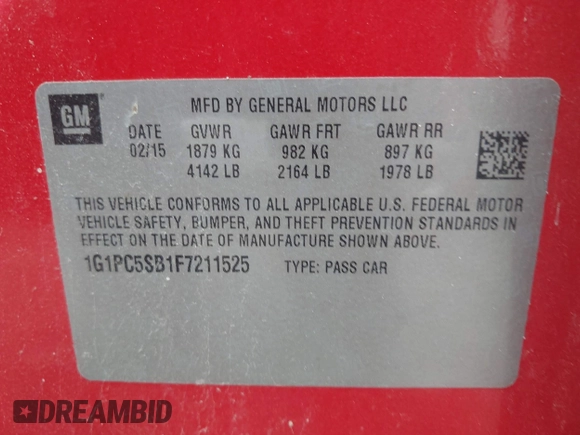 GM
MFD BY GENERAL MOTORS LLC
DATE GVWR GAWR FRT GAWR RR
02/15 1879 KG 982 KG 897 KG
4142 LB 2164 LB 1978 LB
THIS VEHICLE CONFORMS TO ALL APPLICABLE U.S. FEDERAL MOTOR
VEHICLE SAFETY, BUMPER, AND THEFT PREVENTION STANDARDS IN
EFFECT ON THE DATE OF MANUFACTURE SHOWN ABOVE.
1G1PC5SB1F7211525 TYPE: PASS CAR
DREAMBID